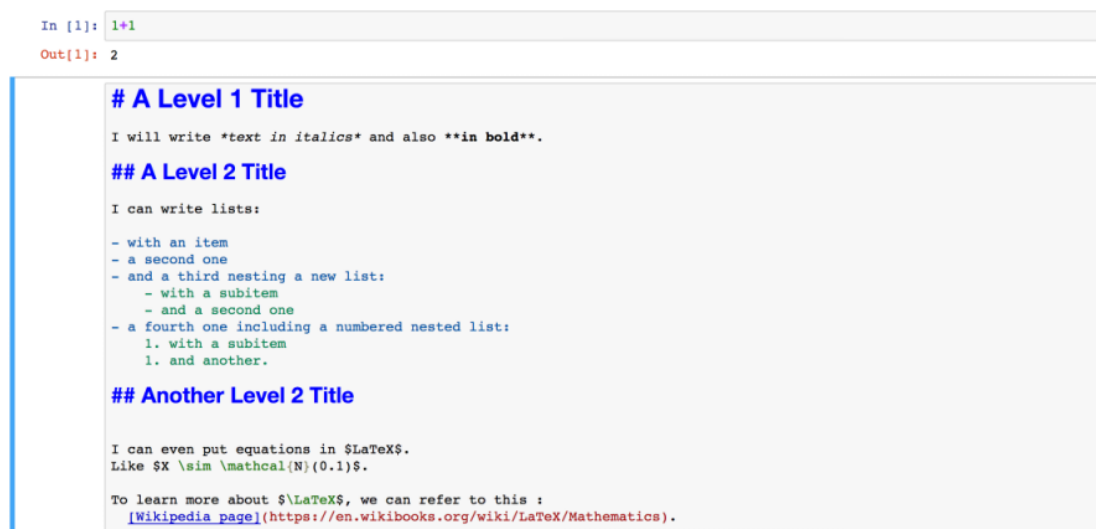 In [1]: 1+1
Out[1]: 2
# A Level 1 Title
I will write *text in italics* and also **in bold**.
## A Level 2 Title
I can write lists:
- with an item
- a second one
- and a third nesting a new list:
- with a subitem
- and a second one
- a fourth one including a numbered nested list:
1. with a subitem
1. and another.
## Another Level 2 Title
I can even put equations in $LaTeX$.
Like $X \sim \mathcal{N}(0.1)$.
To learn more about $\LaTeX$, we can refer to this :
[Wikipedia page](https://en.wikibooks.org/wiki/LaTeX/Mathematics).